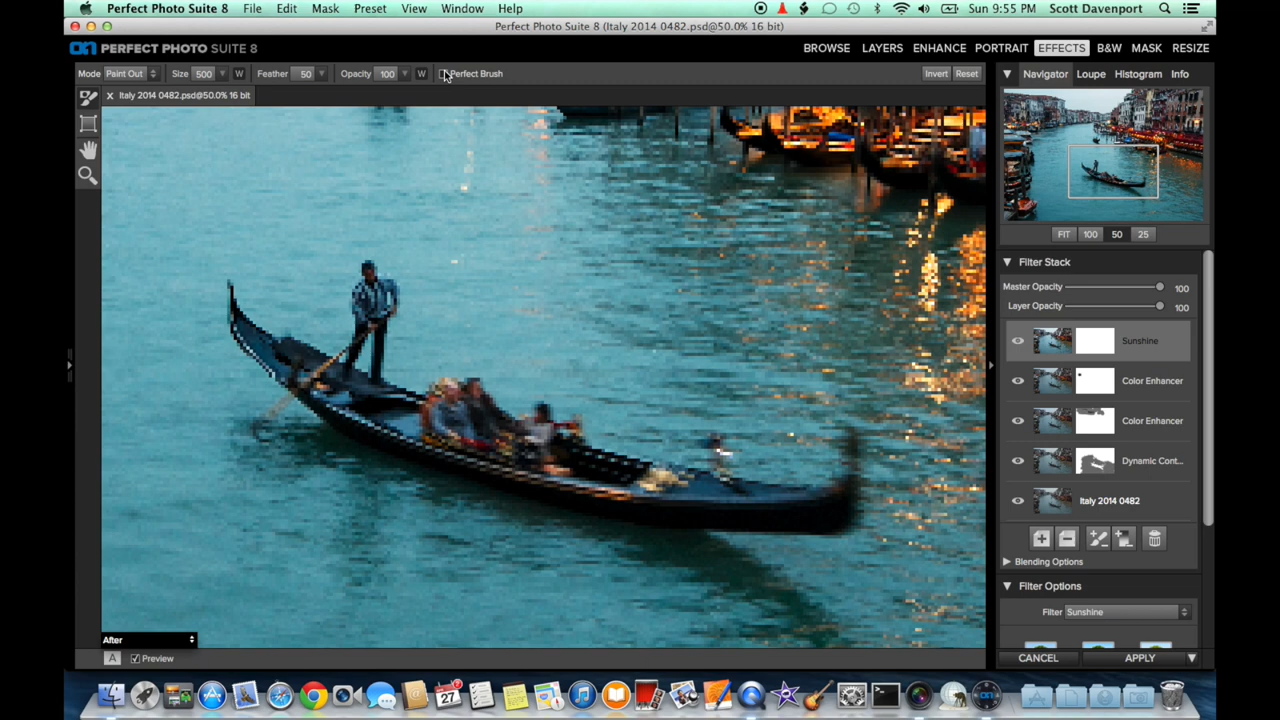 Perfect Photo Suite 8 File Edit Mask Preset View Window Help Sun 9:55 PM Scott Davenport
Perfect Photo Suite 8 (Italy 2014 0482.psd@50.0% 16 bit)
PERFECT PHOTO SUITE 8 BROWSE LAYERS ENHANCE PORTRAIT EFFECTS B&W MASK RESIZE
Mode Paint Out Size 500 W Feather 50 Opacity 100 W Perfect Brush Invert Reset
Navigator Loupe Histogram Info
x Italy 2014 0482.psd@50.0% 16 bit
FIT 100 50 25
Filter Stack
Master Opacity 100
Layer Opacity 100
Sunshine
Color Enhancer
Color Enhancer
Dynamic Cont...
Italy 2014 0482
Blending Options
Filter Options
Filter Sunshine
After
A Preview
CANCEL APPLY